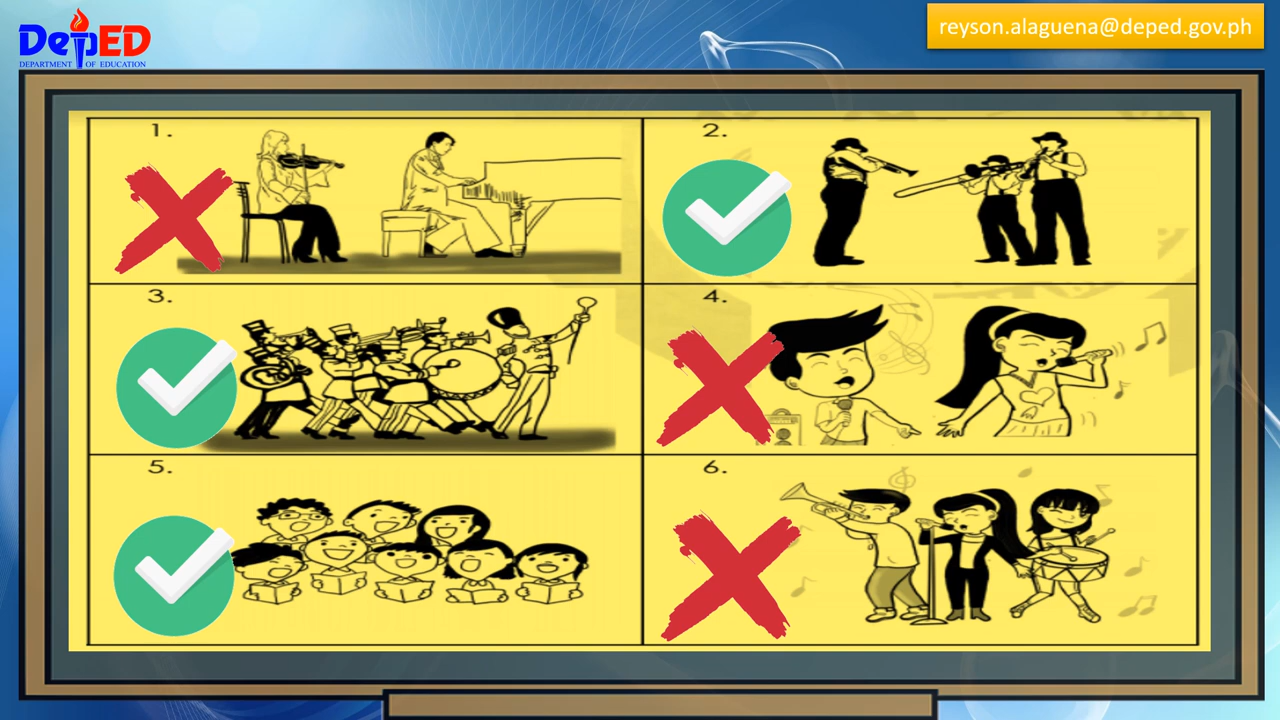 DepED
DEPARTMENT OF EDUCATION
reyson.alaguena@deped.gov.ph
1.
2.
3.
4.
5.
6.